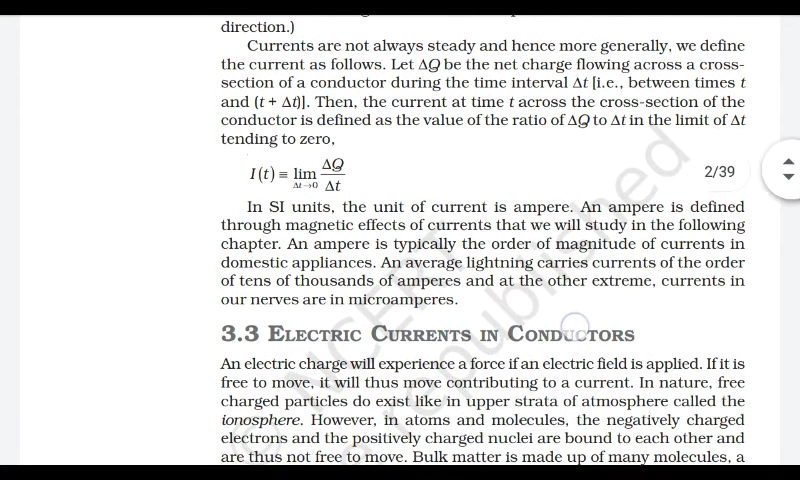 direction.)
Currents are not always steady and hence more generally, we define
the current as follows. Let ΔQ be the net charge flowing across a cross-
section of a conductor during the time interval Δt [i.e., between times t
and (t + Δt)]. Then, the current at time t across the cross-section of the
conductor is defined as the value of the ratio of ΔQ to Δt in the limit of Δt
tending to zero,
I(t) ≡ lim Δt→0 ΔQ/Δt
2/39
In SI units, the unit of current is ampere. An ampere is defined
through magnetic effects of currents that we will study in the following
chapter. An ampere is typically the order of magnitude of currents in
domestic appliances. An average lightning carries currents of the order
of tens of thousands of amperes and at the other extreme, currents in
our nerves are in microamperes.
3.3 ELECTRIC CURRENTS IN CONDUCTORS
An electric charge will experience a force if an electric field is applied. If it is
free to move, it will thus move contributing to a current. In nature, free
charged particles do exist like in upper strata of atmosphere called the
ionosphere. However, in atoms and molecules, the negatively charged
electrons and the positively charged nuclei are bound to each other and
are thus not free to move. Bulk matter is made up of many molecules, a
© NCERT
republished